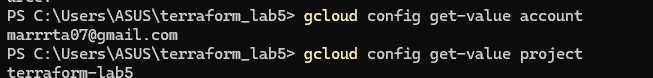 PS C:\Users\ASUS\terraform_lab5> gcloud config get-value account
marrrta07@gmail.com
PS C:\Users\ASUS\terraform_lab5> gcloud config get-value project
terraform-lab5